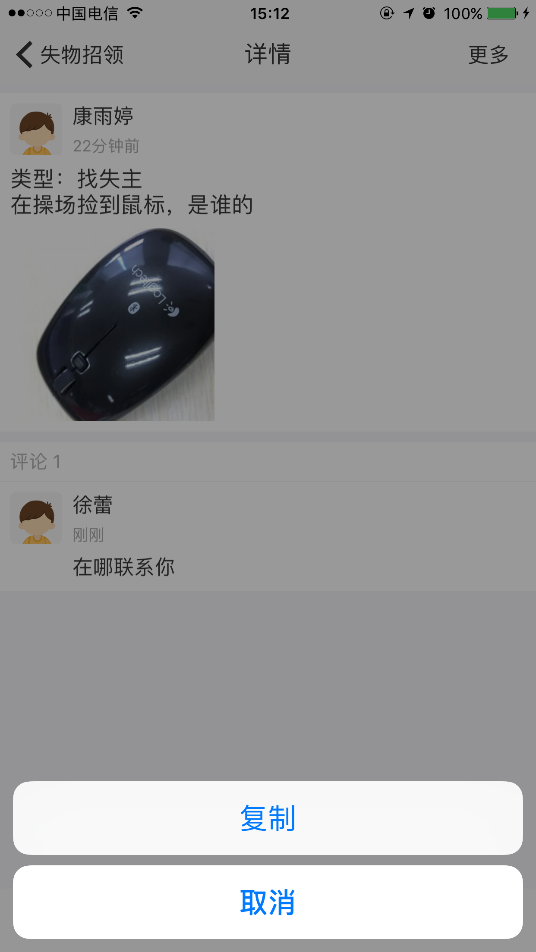 中国电信 15:12 100%
失物招领 详情 更多
康雨婷
22分钟前
类型：找失主
在操场捡到鼠标，是谁的
Logitech
评论 1
徐蕾
刚刚
在哪联系你
复制
取消